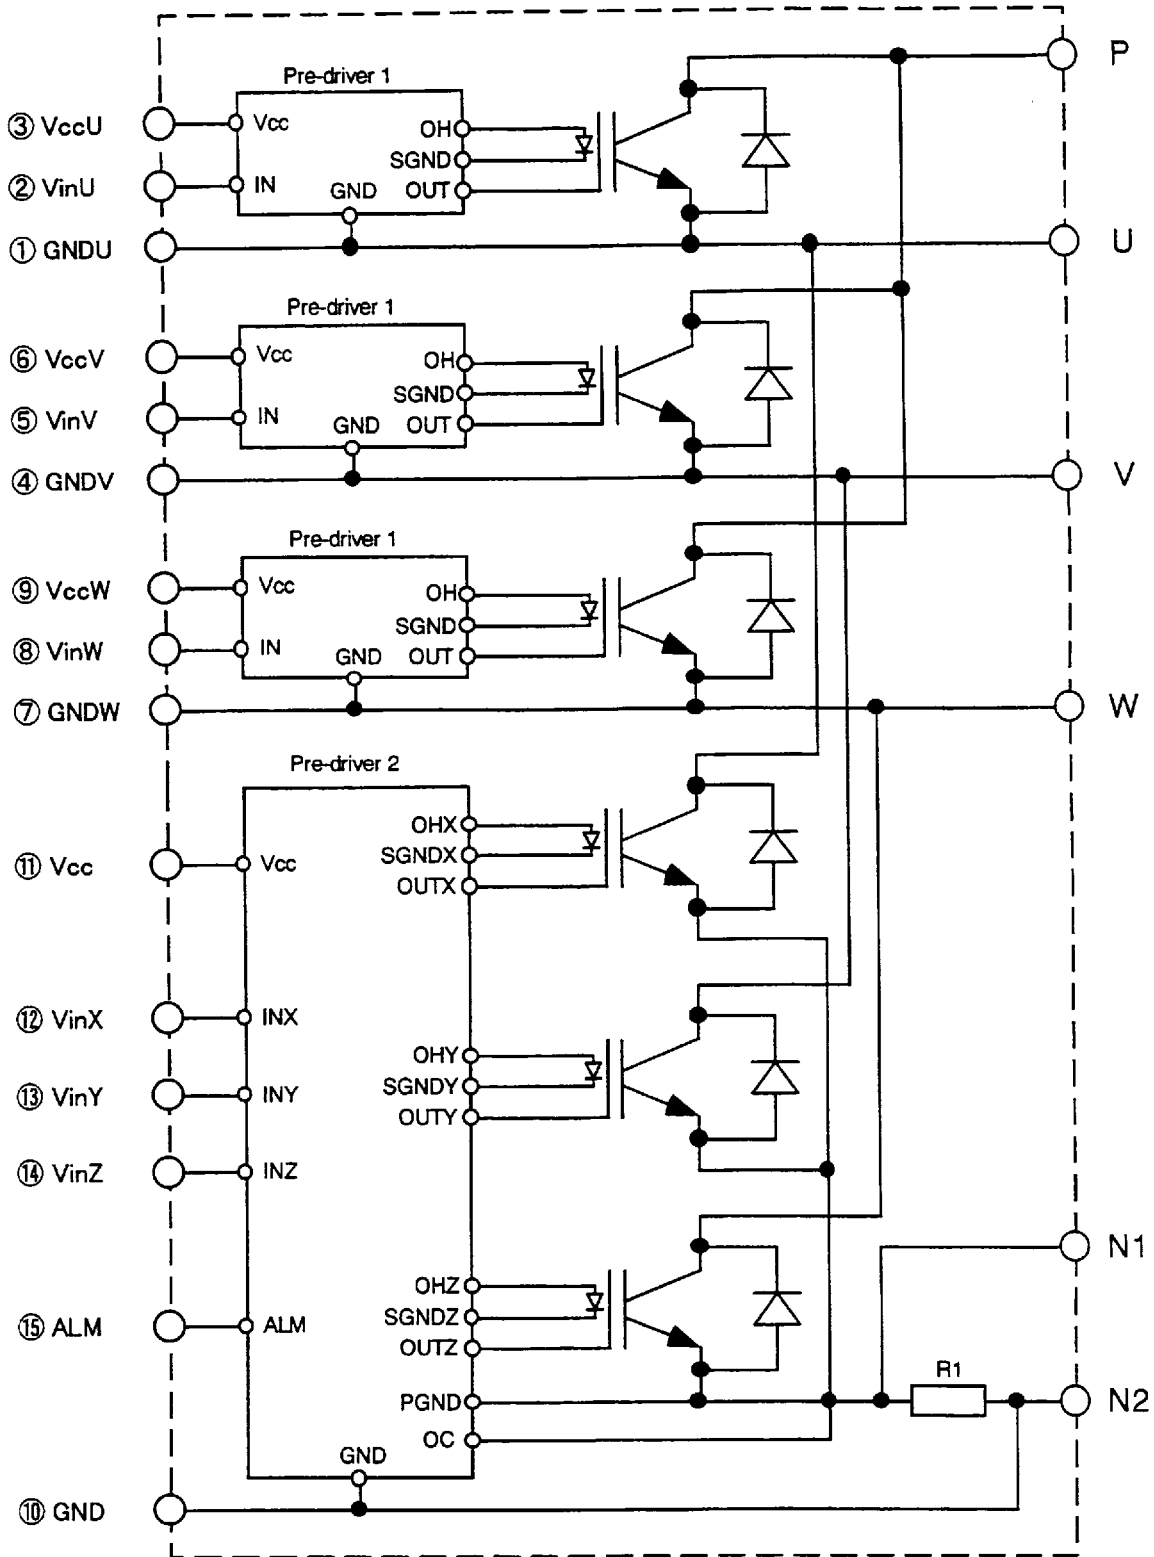 P
Pre-driver 1
③ VccU
Vcc
OH
SGND
② VinU
IN
GND
OUT
① GNDU
U
Pre-driver 1
⑥ VccV
Vcc
OH
SGND
⑤ VinV
IN
GND
OUT
④ GNDV
V
Pre-driver 1
⑨ VccW
Vcc
OH
SGND
⑧ VinW
IN
GND
OUT
⑦ GNDW
W
Pre-driver 2
OHX
⑪ Vcc
Vcc
SGNDX
OUTX
⑫ VinX
INX
OHY
SGNDY
⑬ VinY
INY
OUTY
⑭ VinZ
INZ
N1
OHZ
SGNDZ
⑮ ALM
ALM
OUTZ
R1
PGND
N2
OC
GND
⑩ GND